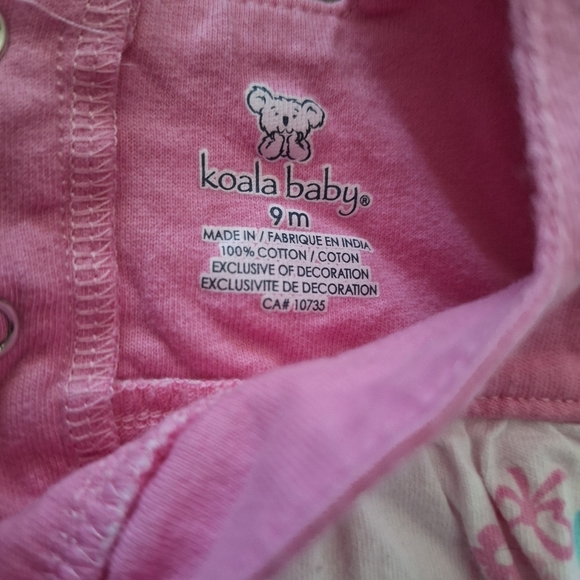 koala baby®
9m
MADE IN / FABRIQUE EN INDIA
100% COTTON / COTON
EXCLUSIVE OF DECORATION
EXCLUSIVITE DE DECORATION
CA# 10735